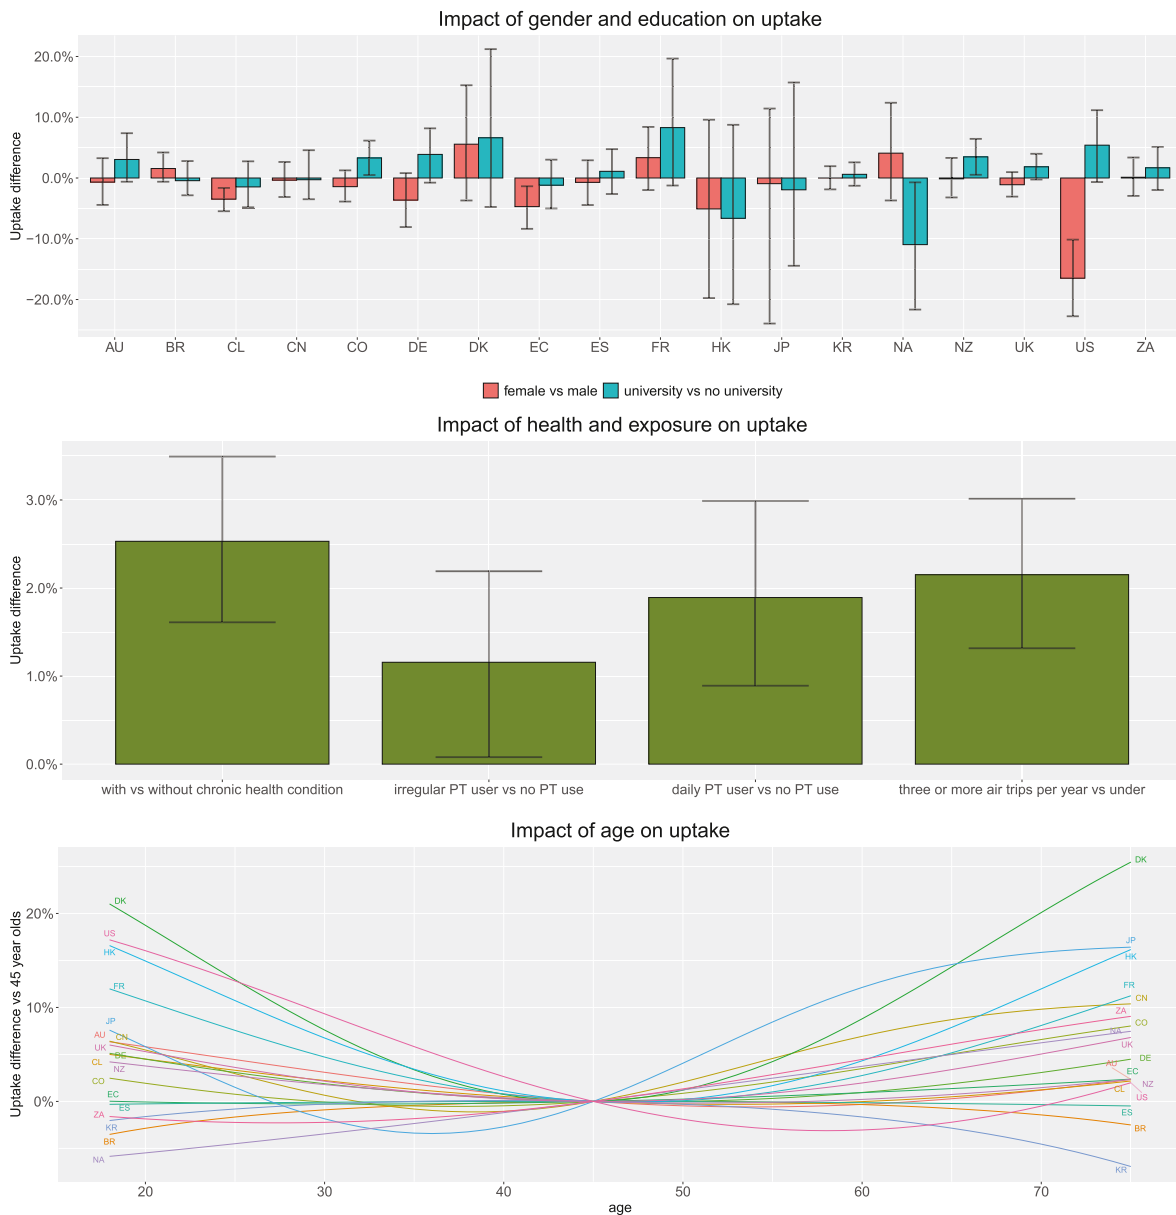 Impact of gender and education on uptake
Uptake difference
20.0%
10.0%
0.0%
−10.0%
−20.0%
AU BR CL CN CO DE DK EC ES FR HK JP KR NA NZ UK US ZA
female vs male university vs no university
Impact of health and exposure on uptake
Uptake difference
3.0%
2.0%
1.0%
0.0%
with vs without chronic health condition irregular PT user vs no PT use daily PT user vs no PT use three or more air trips per year vs under
Impact of age on uptake
Uptake difference vs 45 year olds
20%
10%
0%
DK
US
HK
FR
JP
AU
CN
UK
DE
CL
NZ
CO
EC
ES
ZA
KR
BR
NA
DK
JP
HK
FR
CN
ZA
CO
NA
UK
DE
AU
EC
NZ
CL
US
ES
BR
KR
20 30 40 50 60 70
age